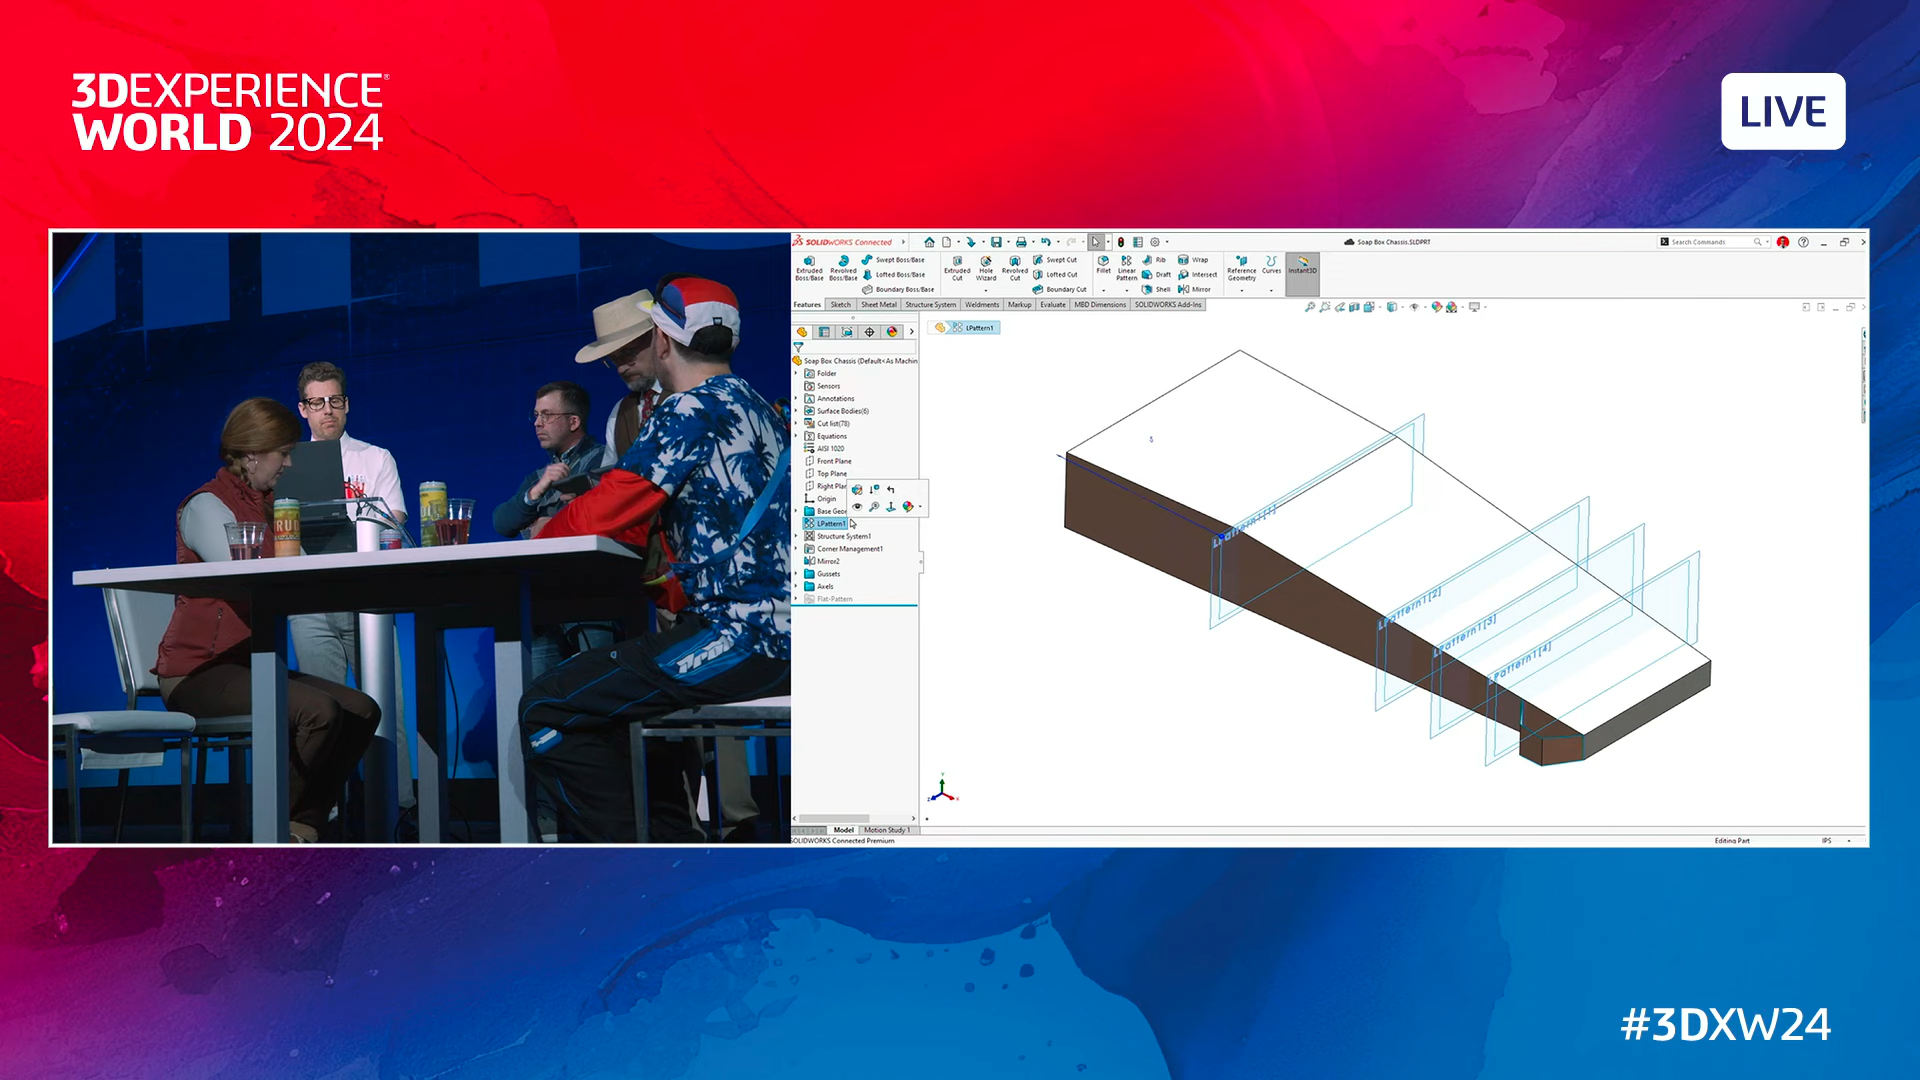 3DEXPERIENCE®
WORLD 2024
LIVE
SOLIDWORKS Connected
Soap Box Chassis.SLDPRT
Search Commands
Extruded Boss/Base
Revolved Boss/Base
Swept Boss/Base
Lofted Boss/Base
Boundary Boss/Base
Extruded Cut
Hole Wizard
Revolved Cut
Swept Cut
Lofted Cut
Boundary Cut
Fillet
Linear Pattern
Rib
Draft
Shell
Wrap
Intersect
Mirror
Reference Geometry
Curves
Instant3D
Features
Sketch
Sheet Metal
Structure System
Weldments
Markup
Evaluate
MBD Dimensions
SOLIDWORKS Add-Ins
LPattern1
Soap Box Chassis (Default<As Machin
Folder
Sensors
Annotations
Surface Bodies(6)
Cut list(78)
Equations
AISI 1020
Front Plane
Top Plane
Right Plan
Origin
Base Geo
LPattern1
Structure System1
Corner Management1
Mirror2
Gussets
Axels
Flat-Pattern
LPattern1[1]
LPattern1[2]
LPattern1[3]
LPattern1[4]
Model
Motion Study 1
SOLIDWORKS Connected Premium
Editing Part
IPS
#3DXW24